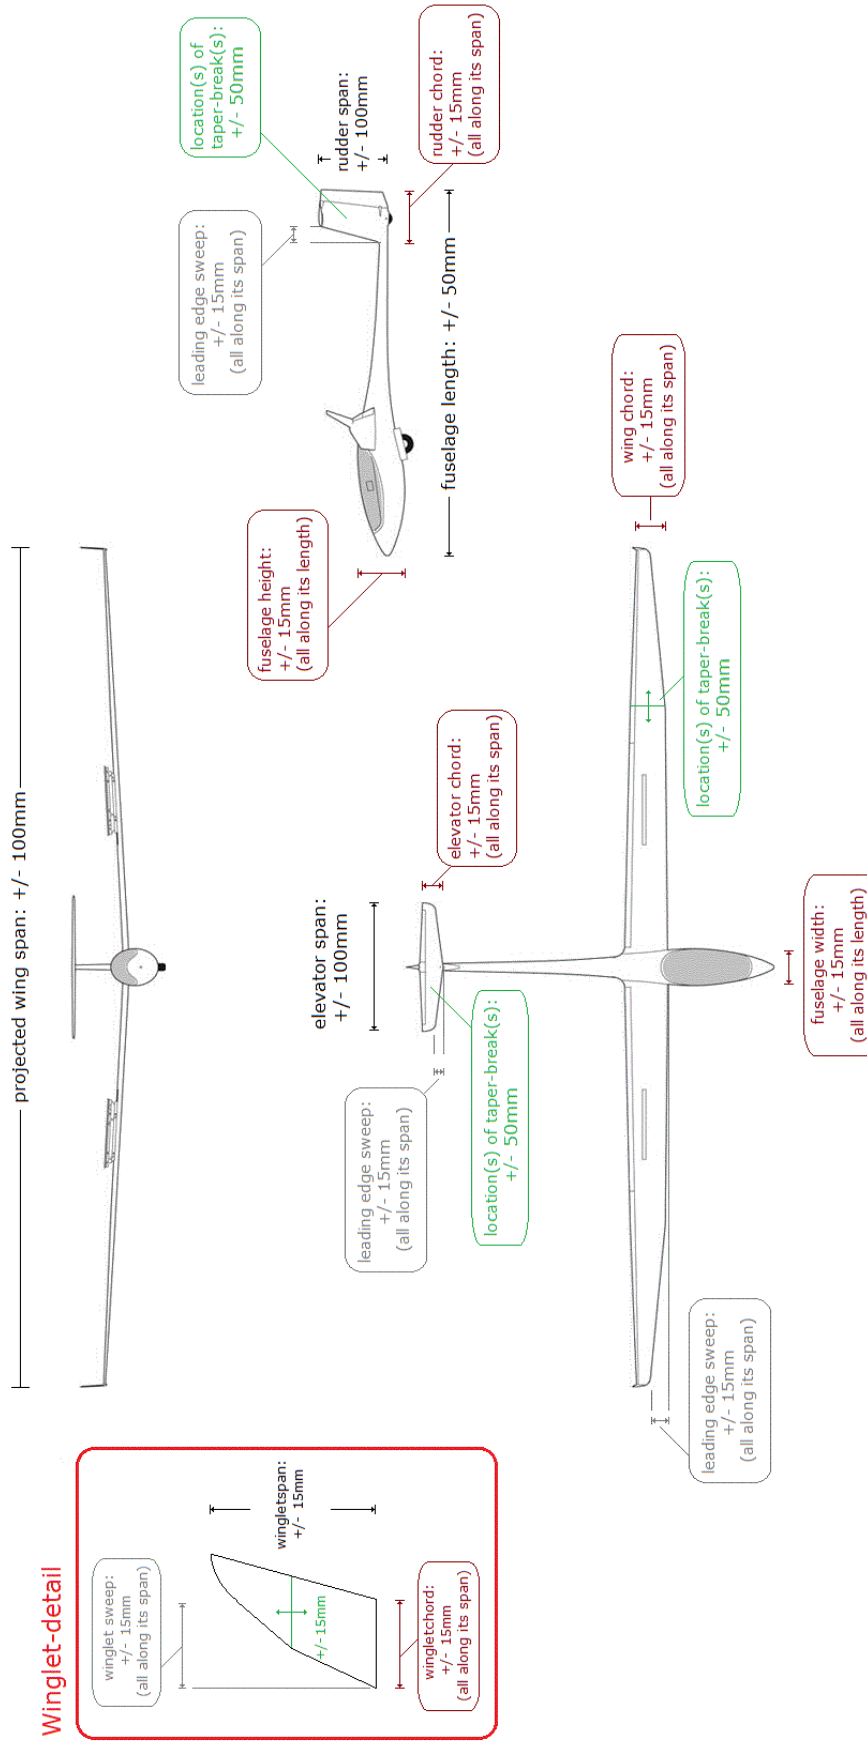 projected wing span: +/- 100mm
location(s) of
taper-break(s):
+/- 50mm
leading edge sweep:
+/- 15mm
(all along its span)
rudder span:
+/- 100mm
rudder chord:
+/- 15mm
(all along its span)
fuselage height:
+/- 15mm
(all along its length)
fuselage length: +/- 50mm
elevator span:
+/- 100mm
elevator chord:
+/- 15mm
(all along its span)
leading edge sweep:
+/- 15mm
(all along its span)
location(s) of taper-break(s):
+/- 50mm
wing chord:
+/- 15mm
(all along its span)
location(s) of taper-break(s):
+/- 50mm
fuselage width:
+/- 15mm
(all along its length)
leading edge sweep:
+/- 15mm
(all along its span)
Winglet-detail
winglet sweep:
+/- 15mm
(all along its span)
wingletspan:
+/- 15mm
+/-15mm
wingletchord:
+/- 15mm
(all along its span)